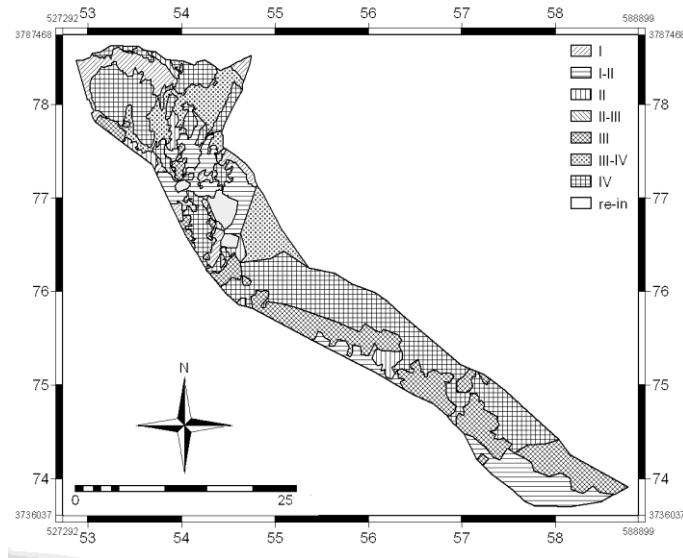 53 54 55 56 57 58
527292 588899
3787468 3787468
78 78
77 77
76 76
75 75
74 74
3736037 3736037
527292 588899
53 54 55 56 57 58
I
I-II
II
II-III
III
III-IV
IV
re-in
N
0 25